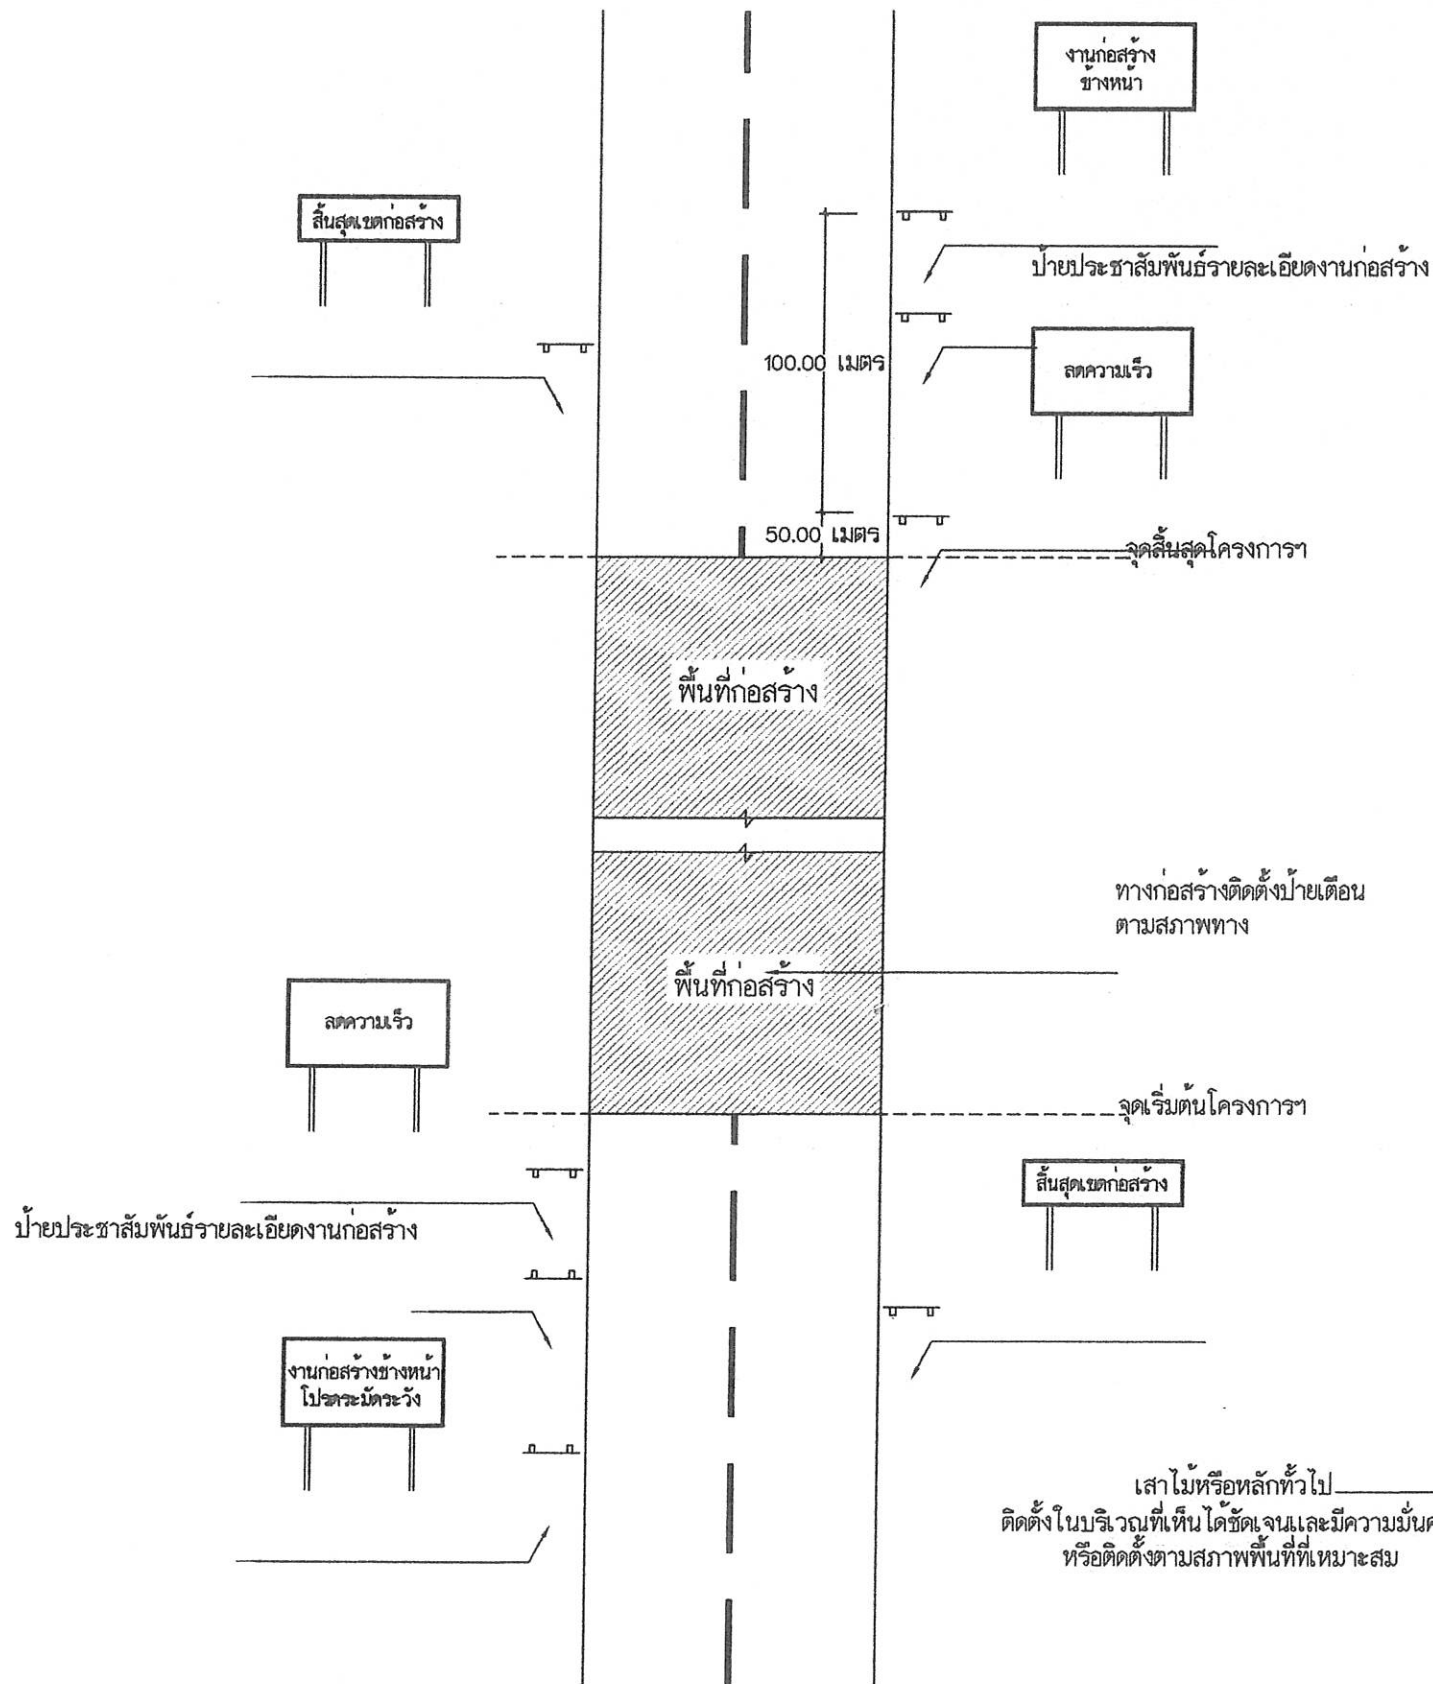 งานก่อสร้าง
ข้างหน้า
สิ้นสุดเขตก่อสร้าง
ป้ายประชาสัมพันธ์รายละเอียดงานก่อสร้าง
100.00 เมตร
ลดความเร็ว
50.00 เมตร
จุดสิ้นสุดโครงการฯ
พื้นที่ก่อสร้าง
ทางก่อสร้างติดตั้งป้ายเตือน
ตามสภาพทาง
พื้นที่ก่อสร้าง
ลดความเร็ว
จุดเริ่มต้นโครงการฯ
สิ้นสุดเขตก่อสร้าง
ป้ายประชาสัมพันธ์รายละเอียดงานก่อสร้าง
งานก่อสร้างข้างหน้า
โปรดระมัดระวัง
เสาไม้หรือหลักทั้วไป
ติดตั้งในบริเวณที่เห็นได้ชัดเจนและมีความมั่น
หรือติดตั้งตามสภาพพื้นที่ที่เหมาะสม